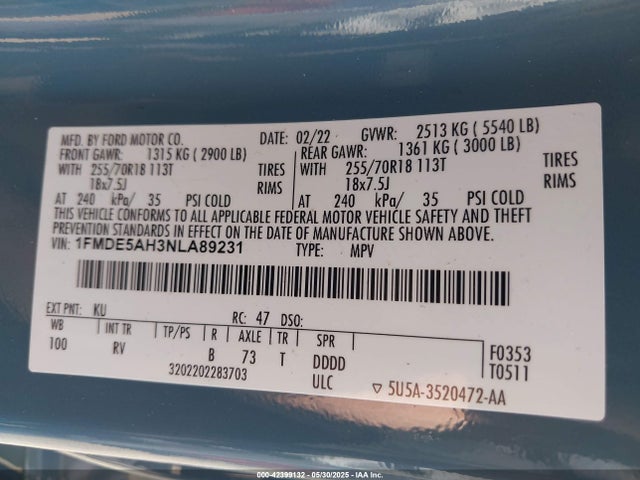 MFD. BY FORD MOTOR CO. DATE: 02/22 GVWR: 2513 KG ( 5540 LB)
FRONT GAWR: 1315 KG ( 2900 LB) REAR GAWR: 1361 KG ( 3000 LB)
WITH 255/70R18 113T TIRES WITH 255/70R18 113T TIRES
18x7.5J RIMS 18x7.5J RIMS
AT 240 kPa/ 35 PSI COLD AT 240 kPa/ 35 PSI COLD
THIS VEHICLE CONFORMS TO ALL APPLICABLE FEDERAL MOTOR VEHICLE SAFETY AND THEFT
PREVENTION STANDARDS IN EFFECT ON THE DATE OF MANUFACTURE SHOWN ABOVE.
VIN: 1FMDE5AH3NLA89231 TYPE: MPV
EXT PNT: KU RC: 47 DSO:
WB INT TR TP/PS R AXLE TR SPR
100 RV B 73 T DDDD
F0353
T0511
3202202283703 ULC ▽ 5U5A-3520472-AA
000-42399132 - 05/30/2025 - IAA Inc.